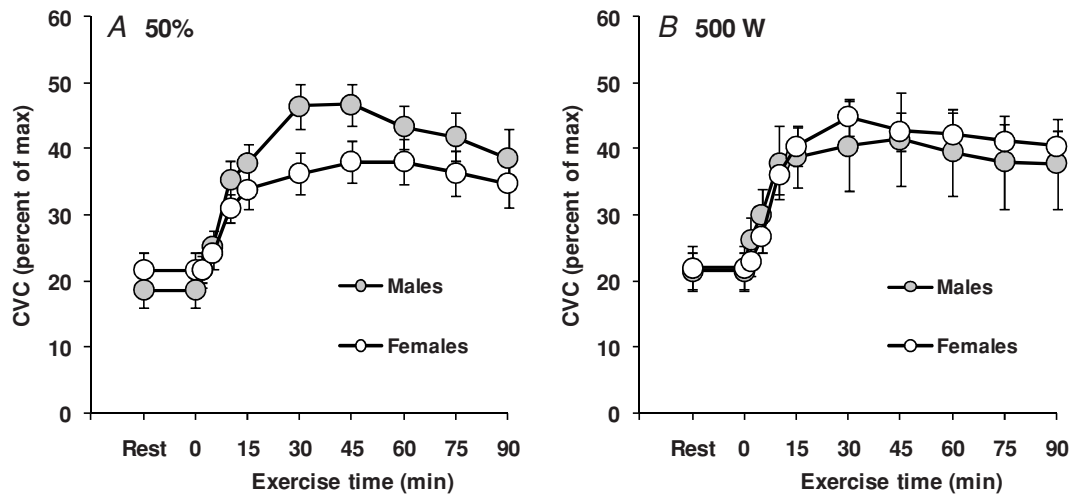 A 50%
60
50
40
30
20
10
0
CVC (percent of max)
Males
Females
Rest 0 15 30 45 60 75 90
Exercise time (min)
B 500 W
60
50
40
30
20
10
0
CVC (percent of max)
Males
Females
Rest 0 15 30 45 60 75 90
Exercise time (min)